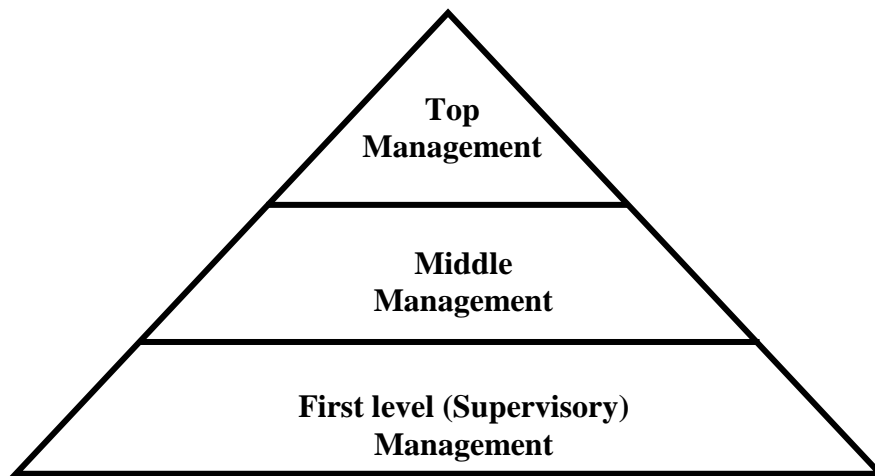 Top
Management
Middle
Management
First level (Supervisory)
Management